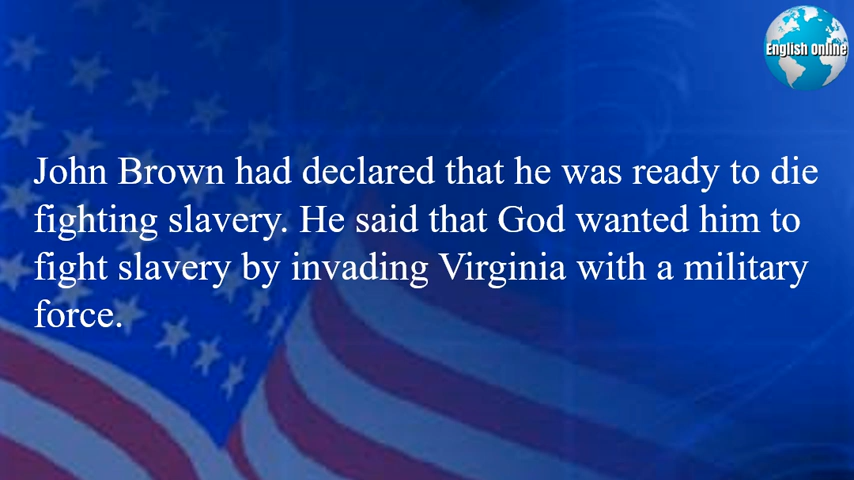 English Online
John Brown had declared that he was ready to die
fighting slavery. He said that God wanted him to
fight slavery by invading Virginia with a military
force.